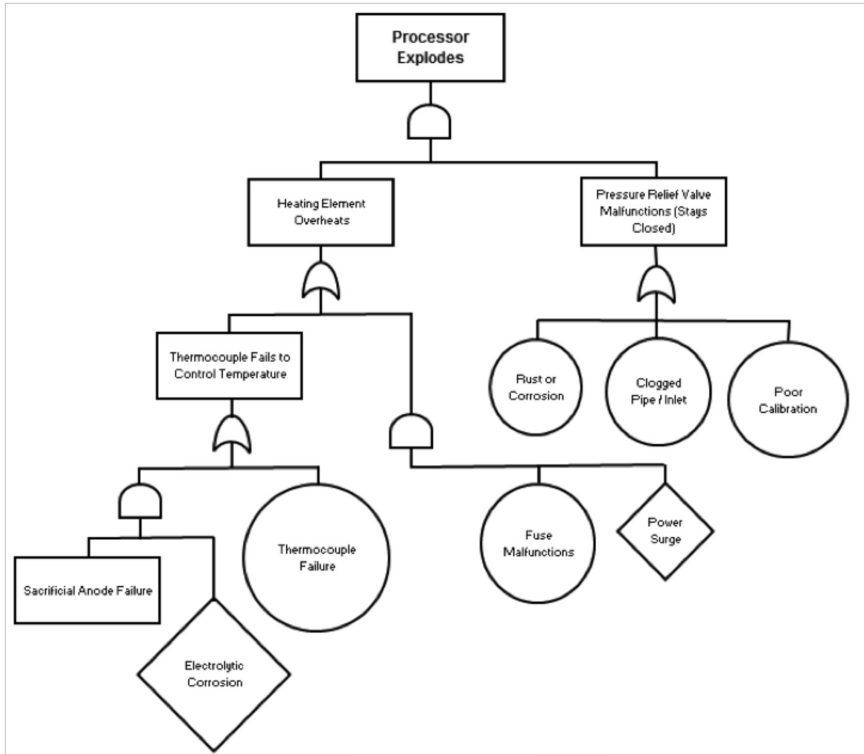 Processor
Explodes
Heating Element
Overheats
Pressure Relief Valve
Malfunctions (Stays
Closed)
Thermocouple Fails to
Control Temperature
Rust or
Corrosion
Clogged
Pipe / Inlet
Poor
Calibration
Sacrificial Anode Failure
Electrolytic
Corrosion
Thermocouple
Failure
Fuse
Malfunctions
Power
Surge